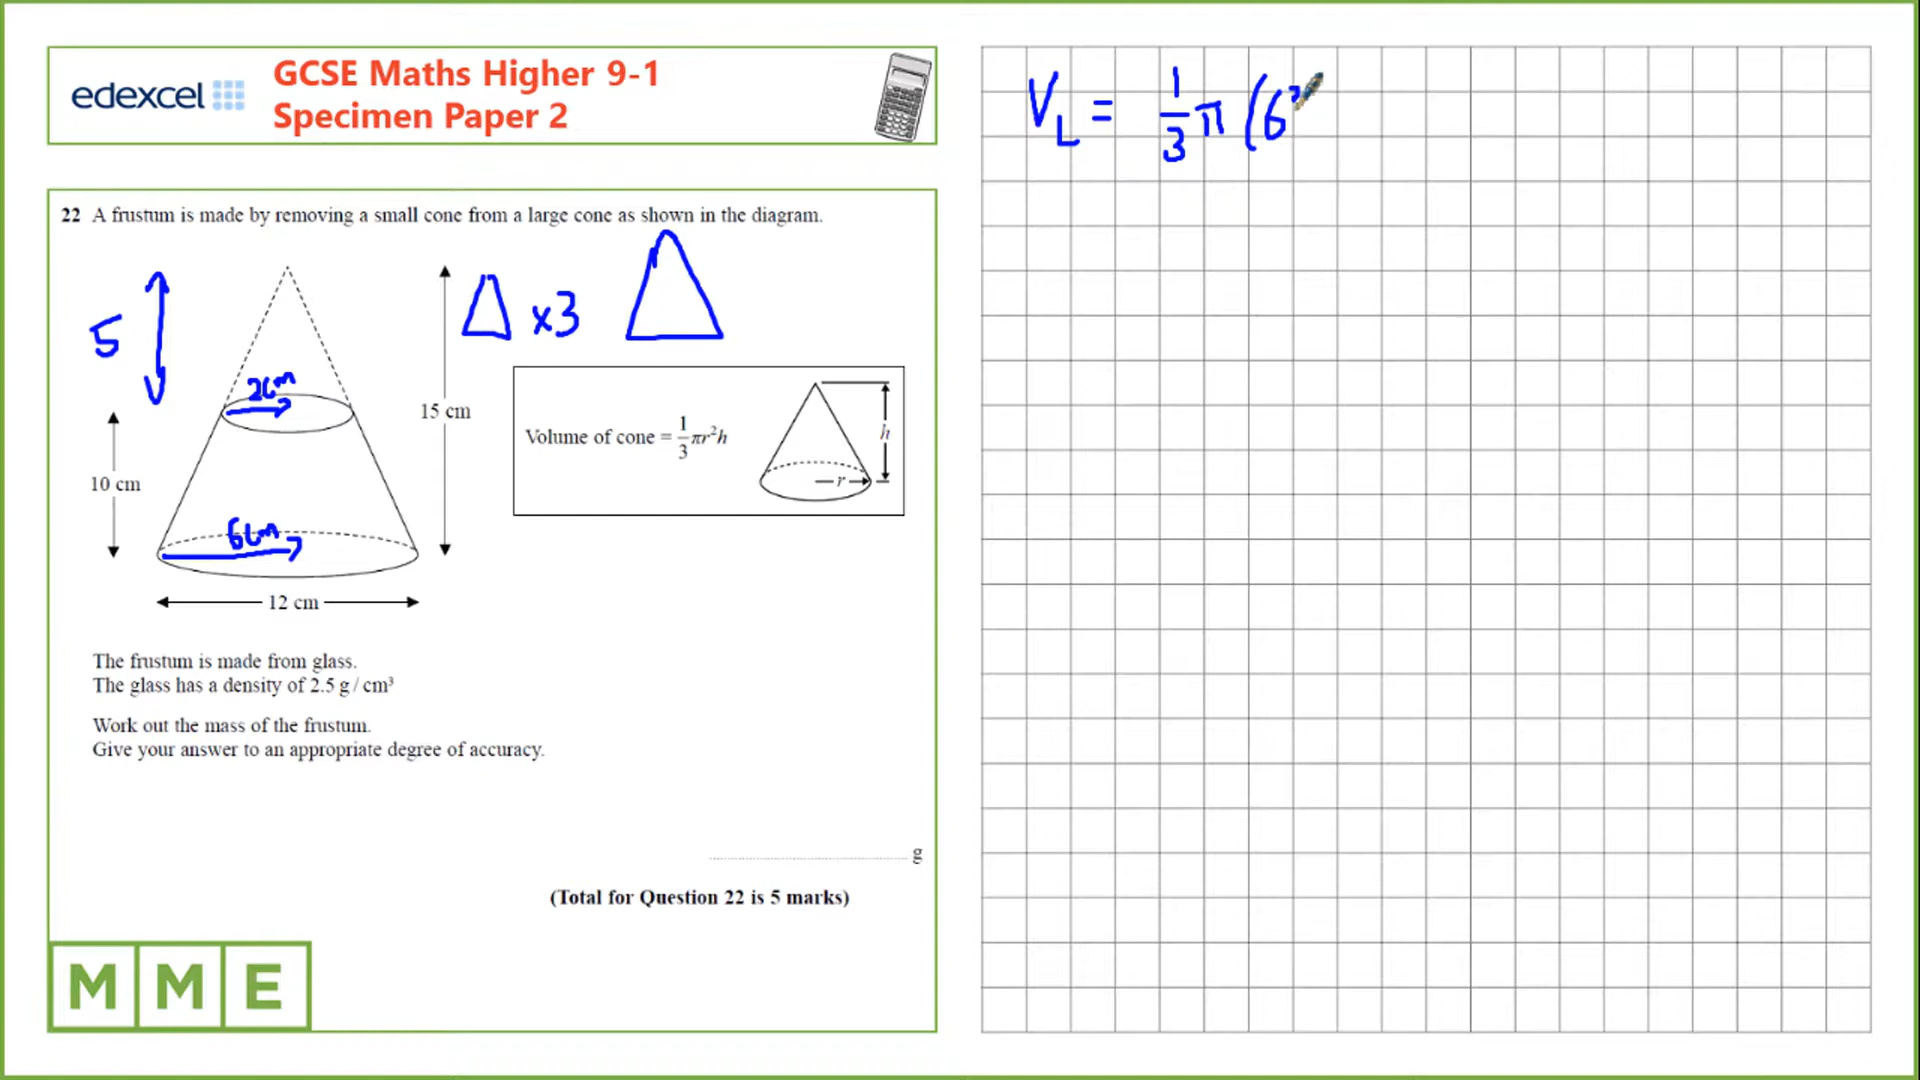 edexcel
GCSE Maths Higher 9-1
Specimen Paper 2
22 A frustum is made by removing a small cone from a large cone as shown in the diagram.
5
2cm
x3
15 cm
10 cm
6cm
12 cm
Volume of cone = 1/3 πr²h
h
r
The frustum is made from glass.
The glass has a density of 2.5 g / cm³
Work out the mass of the frustum.
Give your answer to an appropriate degree of accuracy.
g
(Total for Question 22 is 5 marks)
MME
V_L = 1/3 π (6²